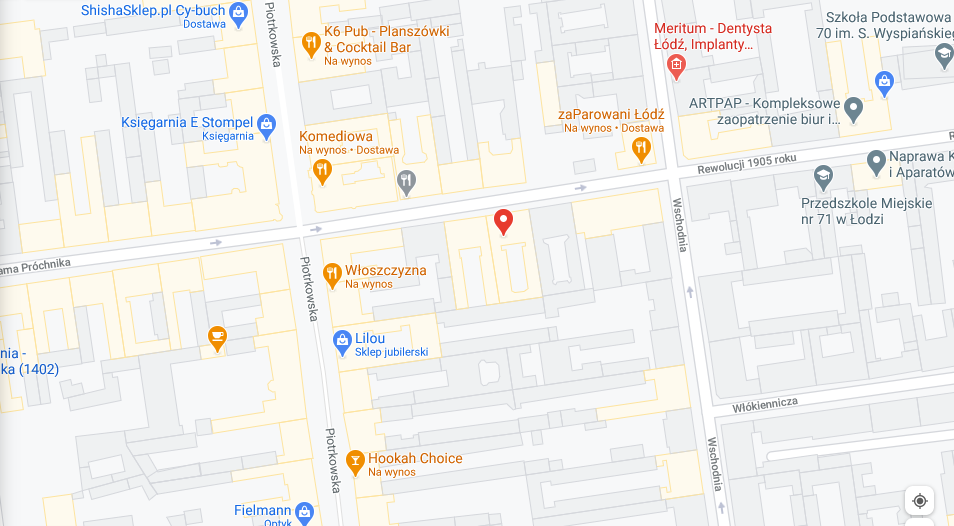 ShishaSklep.pl Cy-buch
Dostawa
Piotrkowska
K6 Pub - Planszówki
& Cocktail Bar
Na wynos
Meritum - Dentysta
Łódź, Implanty...
Szkoła Podstawowa
70 im. S. Wyspiańskieg
ARTPAP - Kompleksowe
zaopatrzenie biur i...
Księgarnia E Stompel
Księgarnia
Komediowa
Na wynos • Dostawa
zaParowani Łódź
Na wynos • Dostawa
Rewolucji 1905 roku
R
Naprawa K
i Aparatów
Przedszkole Miejskie
nr 71 w Łodzi
Wschodnia
ama Próchnika
Piotrkowska
Włoszczyzna
Na wynos
Lilou
Sklep jubilerski
nia -
ka (1402)
Włókiennicza
Piotrkowska
Wschodnia
Hookah Choice
Na wynos
Fielmann
Optyk